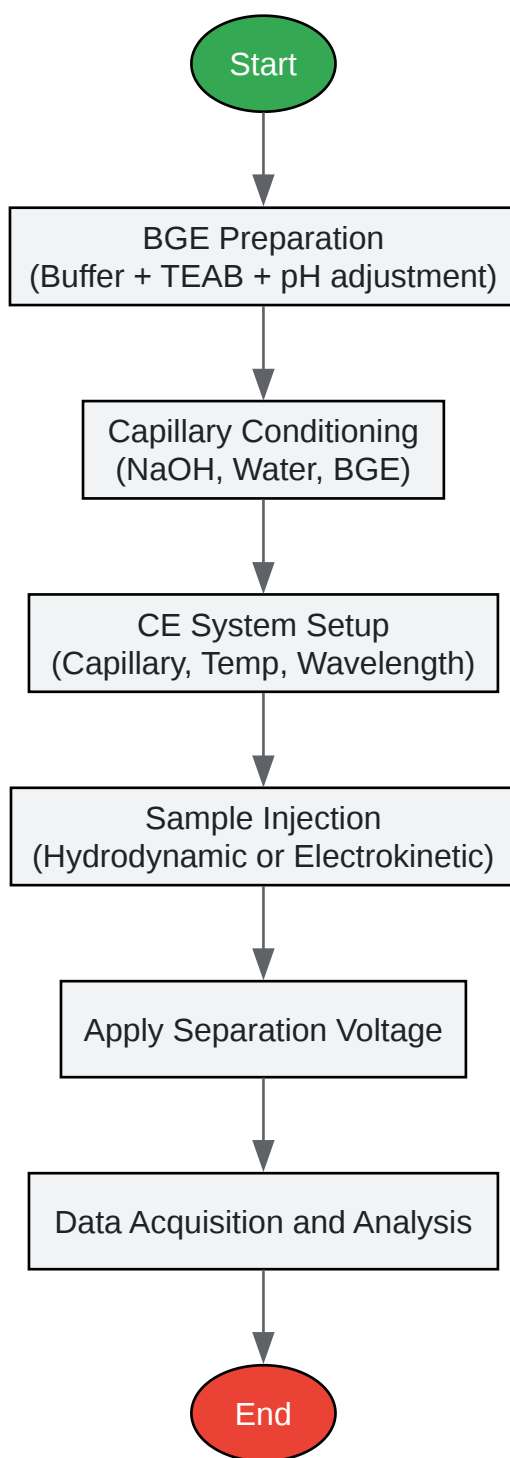 Start
BGE Preparation
(Buffer + TEAB + pH adjustment)
Capillary Conditioning
(NaOH, Water, BGE)
CE System Setup
(Capillary, Temp, Wavelength)
Sample Injection
(Hydrodynamic or Electrokinetic)
Apply Separation Voltage
Data Acquisition and Analysis
End